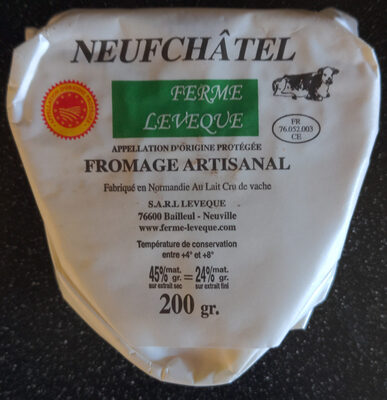 NEUFCHÂTEL
FERME
LEVEQUE
FR
76.052.003
CE
APPELLATION D'ORIGINE PROTÉGÉE
FROMAGE ARTISANAL
Fabriqué en Normandie Au Lait Cru de vache
S.A.R.L LEVEQUE
76600 Bailleul - Neuville
www.ferme-leveque.com
Température de conservation
entre +4° et +8°
45%/mat. gr. = 24%/mat. gr.
sur extrait sec sur extrait fini
200 gr.